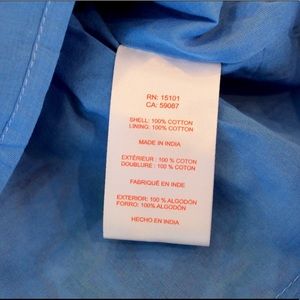 RN: 15101
CA: 59067
SHELL: 100% COTTON
LINING: 100% COTTON
MADE IN INDIA
EXTÉRIEUR : 100 % COTON
DOUBLURE : 100 % COTON
FABRIQUÉ EN INDE
EXTERIOR: 100 % ALGODÓN
FORRO: 100% ALGODÓN
HECHO EN INDIA